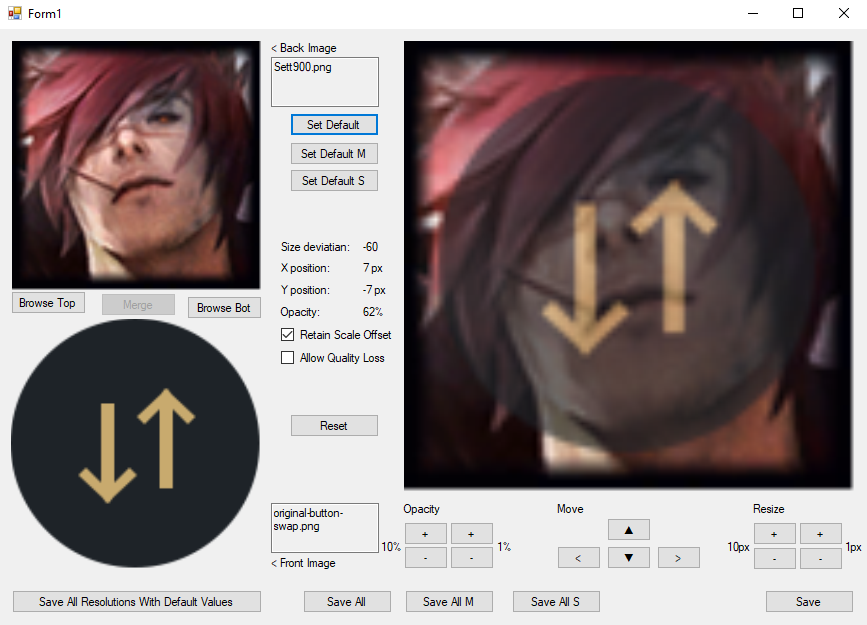 Form1
< Back Image
Sett900.png
Set Default
Set Default M
Set Default S
Size deviatian: -60
X position: 7 px
Y position: -7 px
Opacity: 62%
Retain Scale Offset
Allow Quality Loss
Browse Top
Merge
Browse Bot
Reset
original-button-
swap.png
< Front Image
Opacity
Move
Resize
+ + ▲ + +
10% 1% 10px 1px
- - < ▼ > - -
Save All Resolutions With Default Values
Save All
Save All M
Save All S
Save